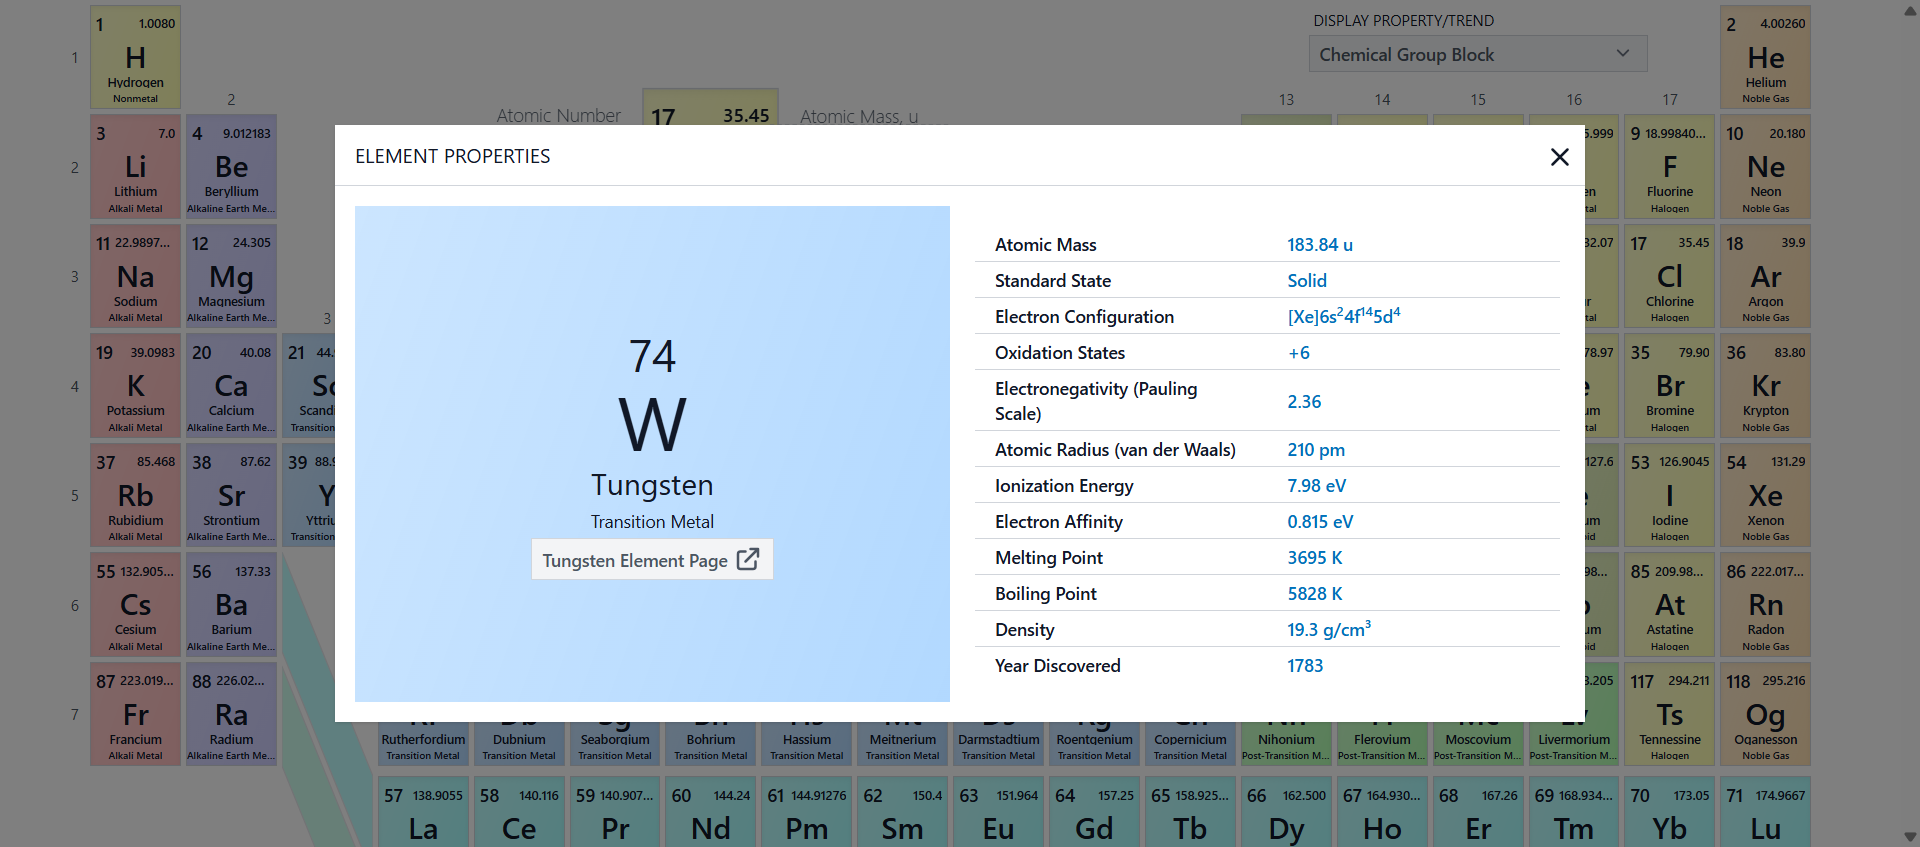 1 1.0080
H
Hydrogen
Nonmetal
DISPLAY PROPERTY/TREND
Chemical Group Block
2 4.00260
He
Helium
Noble Gas
1
2
13 14 15 16 17
Atomic Number 17 35.45 Atomic Mass, u
3 7.0
Li
Lithium
Alkali Metal
4 9.012183
Be
Beryllium
Alkaline Earth Me...
2
5.999
9 18.99840...
F
Fluorine
Halogen
10 20.180
Ne
Neon
Noble Gas
ELEMENT PROPERTIES
74
W
Tungsten
Transition Metal
Tungsten Element Page
Atomic Mass 183.84 u
Standard State Solid
Electron Configuration [Xe]6s²4f¹⁴5d⁴
Oxidation States +6
Electronegativity (Pauling
Scale) 2.36
Atomic Radius (van der Waals) 210 pm
Ionization Energy 7.98 eV
Electron Affinity 0.815 eV
Melting Point 3695 K
Boiling Point 5828 K
Density 19.3 g/cm³
Year Discovered 1783
3
11 22.9897...
Na
Sodium
Alkali Metal
12 24.305
Mg
Magnesium
Alkaline Earth Me...
32.07
17 35.45
Cl
Chlorine
Halogen
18 39.9
Ar
Argon
Noble Gas
3
4
19 39.0983
K
Potassium
Alkali Metal
20 40.08
Ca
Calcium
Alkaline Earth Me...
21 44.
Sc
Scandi
Transition
78.97
35 79.90
Br
Bromine
Halogen
36 83.80
Kr
Krypton
Noble Gas
5
37 85.468
Rb
Rubidium
Alkali Metal
38 87.62
Sr
Strontium
Alkaline Earth Me...
39 88.9
Y
Yttriu
Transition
127.6
53 126.9045
I
Iodine
Halogen
54 131.29
Xe
Xenon
Noble Gas
6
55 132.905...
Cs
Cesium
Alkali Metal
56 137.33
Ba
Barium
Alkaline Earth Me...
98...
85 209.98...
At
Astatine
Halogen
86 222.017...
Rn
Radon
Noble Gas
7
87 223.019...
Fr
Francium
Alkali Metal
88 226.02...
Ra
Radium
Alkaline Earth Me...
3.205
117 294.211
Ts
Tennessine
Halogen
118 295.216
Og
Oganesson
Noble Gas
Rutherfordium Dubnium Seaborgium Bohrium Hassium Meitnerium Darmstadtium Roentgenium Copernicium Nihonium Flerovium Moscovium Livermorium
Transition Metal Transition Metal Transition Metal Transition Metal Transition Metal Transition Metal Transition Metal Transition Metal Transition Metal Post-Transition M... Post-Transition M... Post-Transition M... Post-Transition M...
57 138.9055 58 140.116 59 140.907... 60 144.24 61 144.91276 62 150.4 63 151.964 64 157.25 65 158.925... 66 162.500 67 164.930... 68 167.26 69 168.934... 70 173.05 71 174.9667
La Ce Pr Nd Pm Sm Eu Gd Tb Dy Ho Er Tm Yb Lu